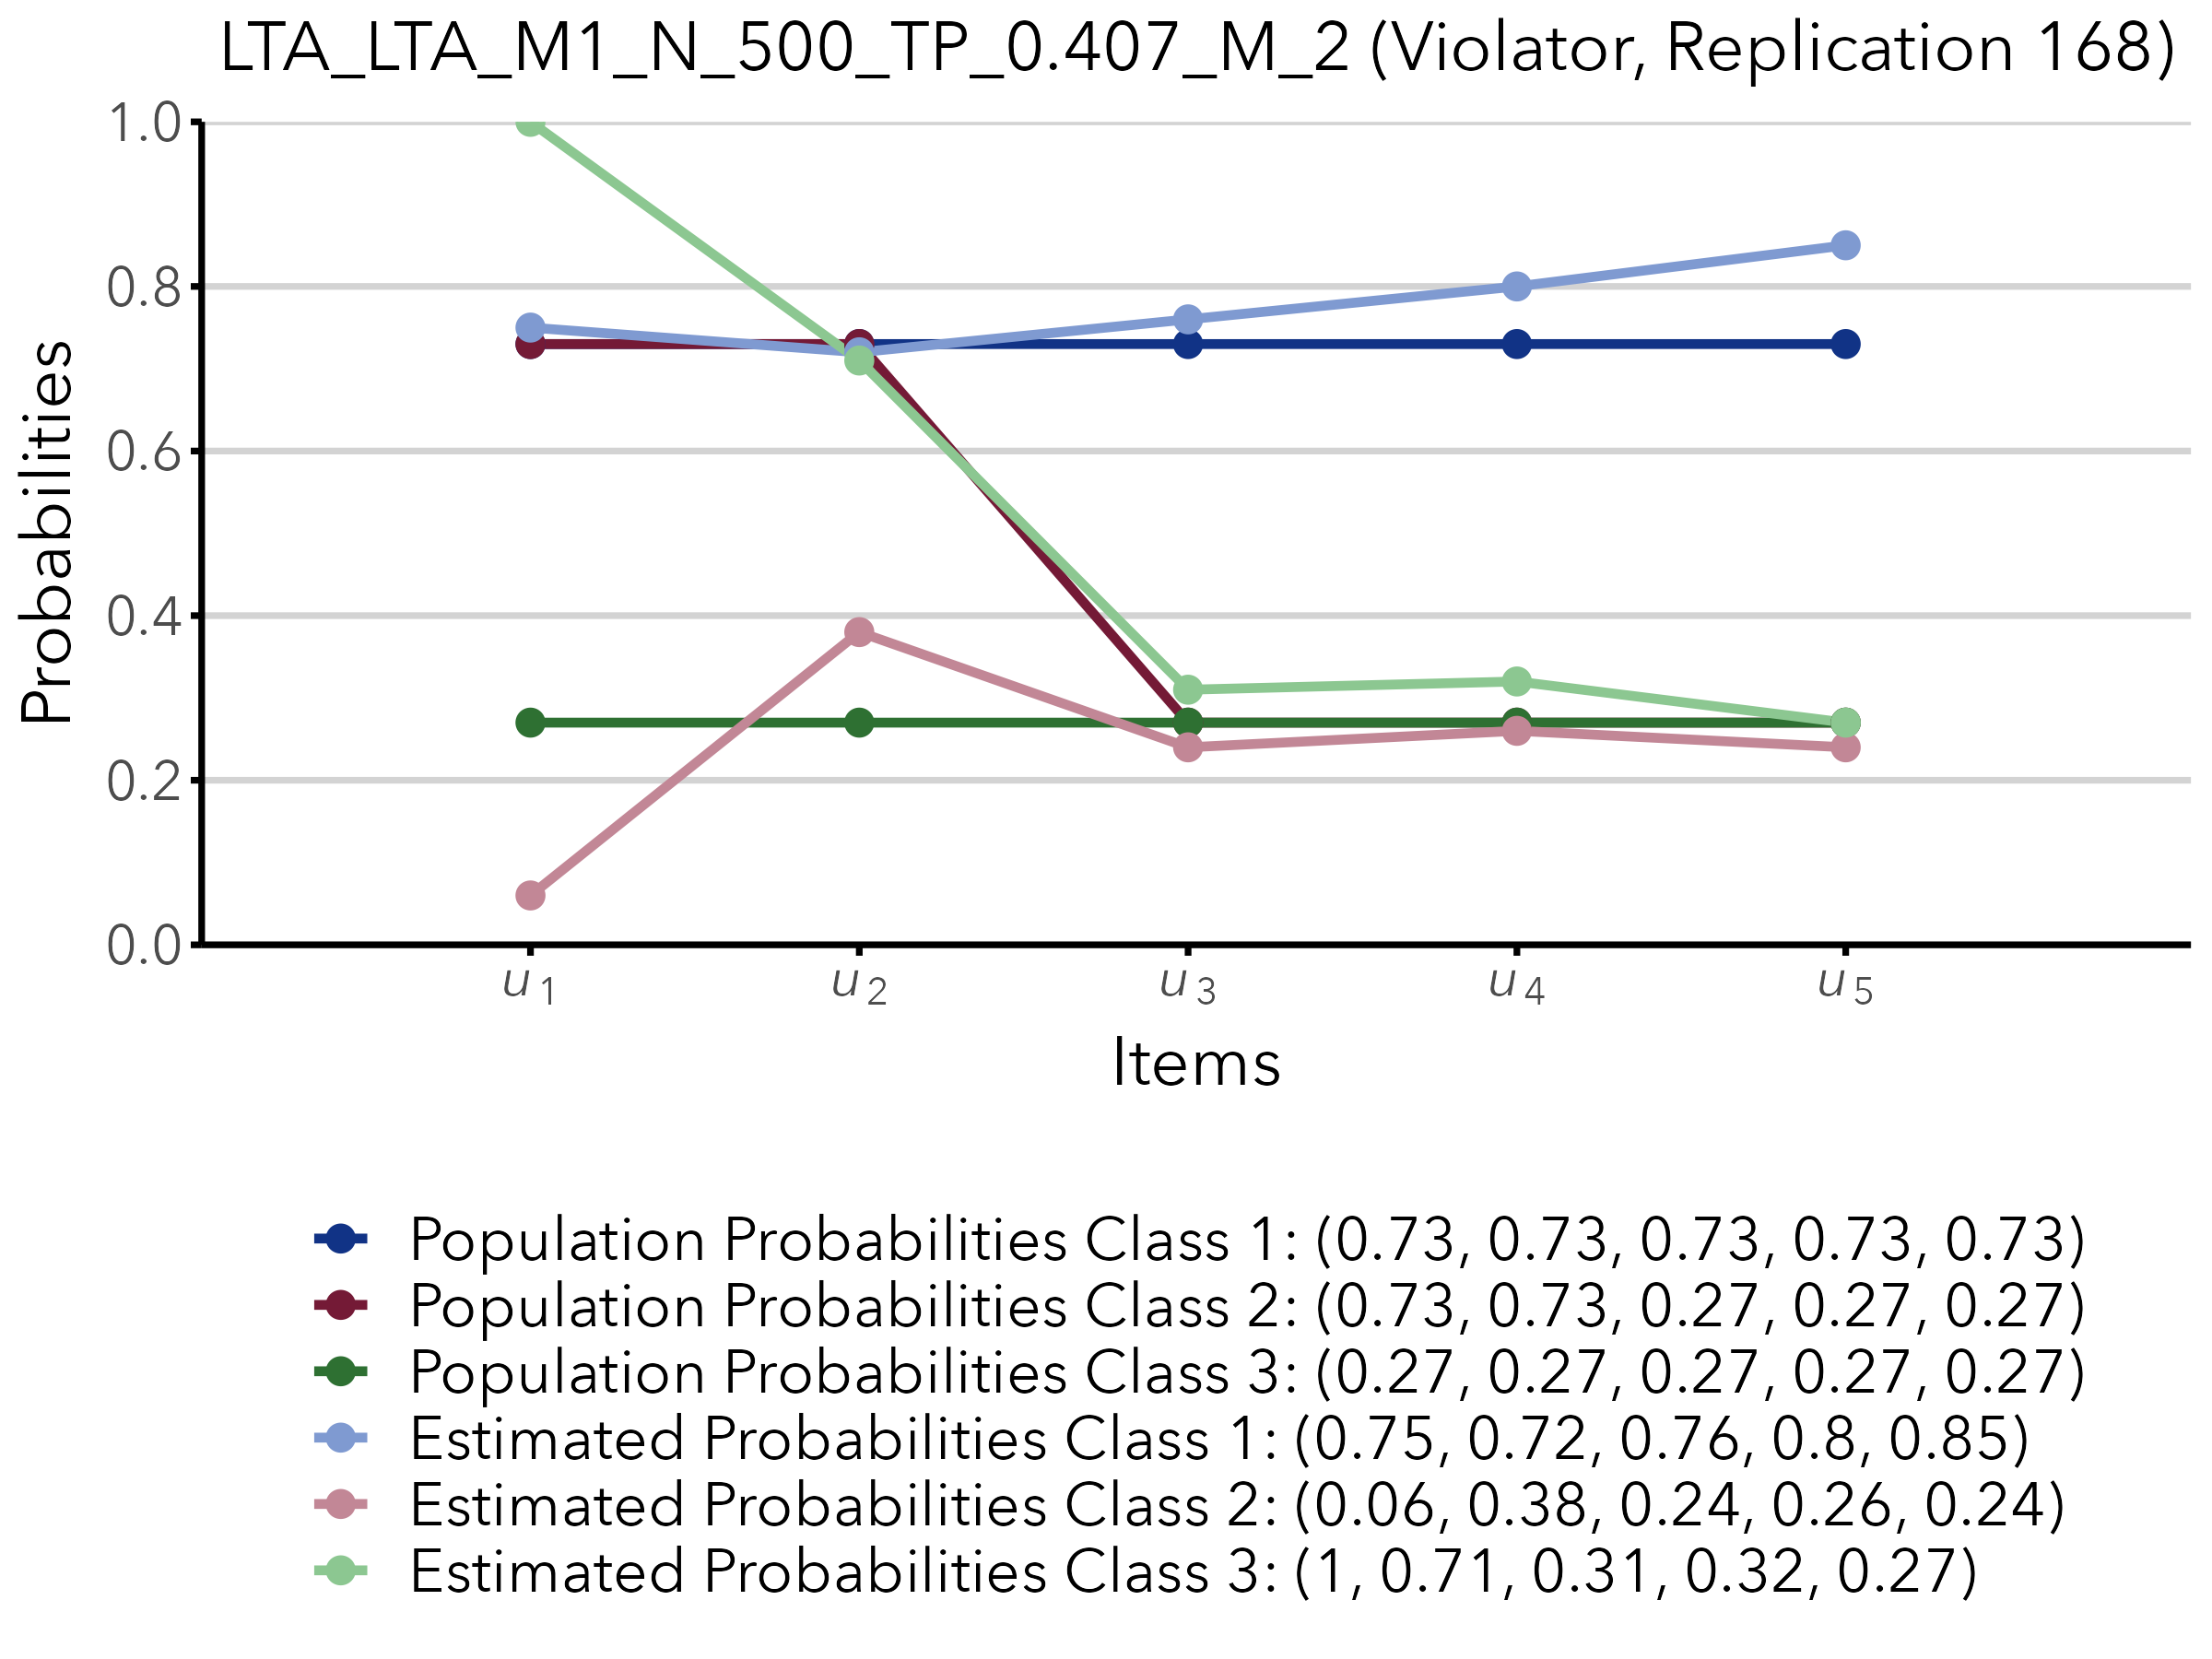 LTA_LTA_M1_N_500_TP_0.407_M_2 (Violator, Replication 168)
Probabilities
1.0
0.8
0.6
0.4
0.2
0.0
u1
u2
u3
u4
u5
Items
Population Probabilities Class 1: (0.73, 0.73, 0.73, 0.73, 0.73)
Population Probabilities Class 2: (0.73, 0.73, 0.27, 0.27, 0.27)
Population Probabilities Class 3: (0.27, 0.27, 0.27, 0.27, 0.27)
Estimated Probabilities Class 1: (0.75, 0.72, 0.76, 0.8, 0.85)
Estimated Probabilities Class 2: (0.06, 0.38, 0.24, 0.26, 0.24)
Estimated Probabilities Class 3: (1, 0.71, 0.31, 0.32, 0.27)